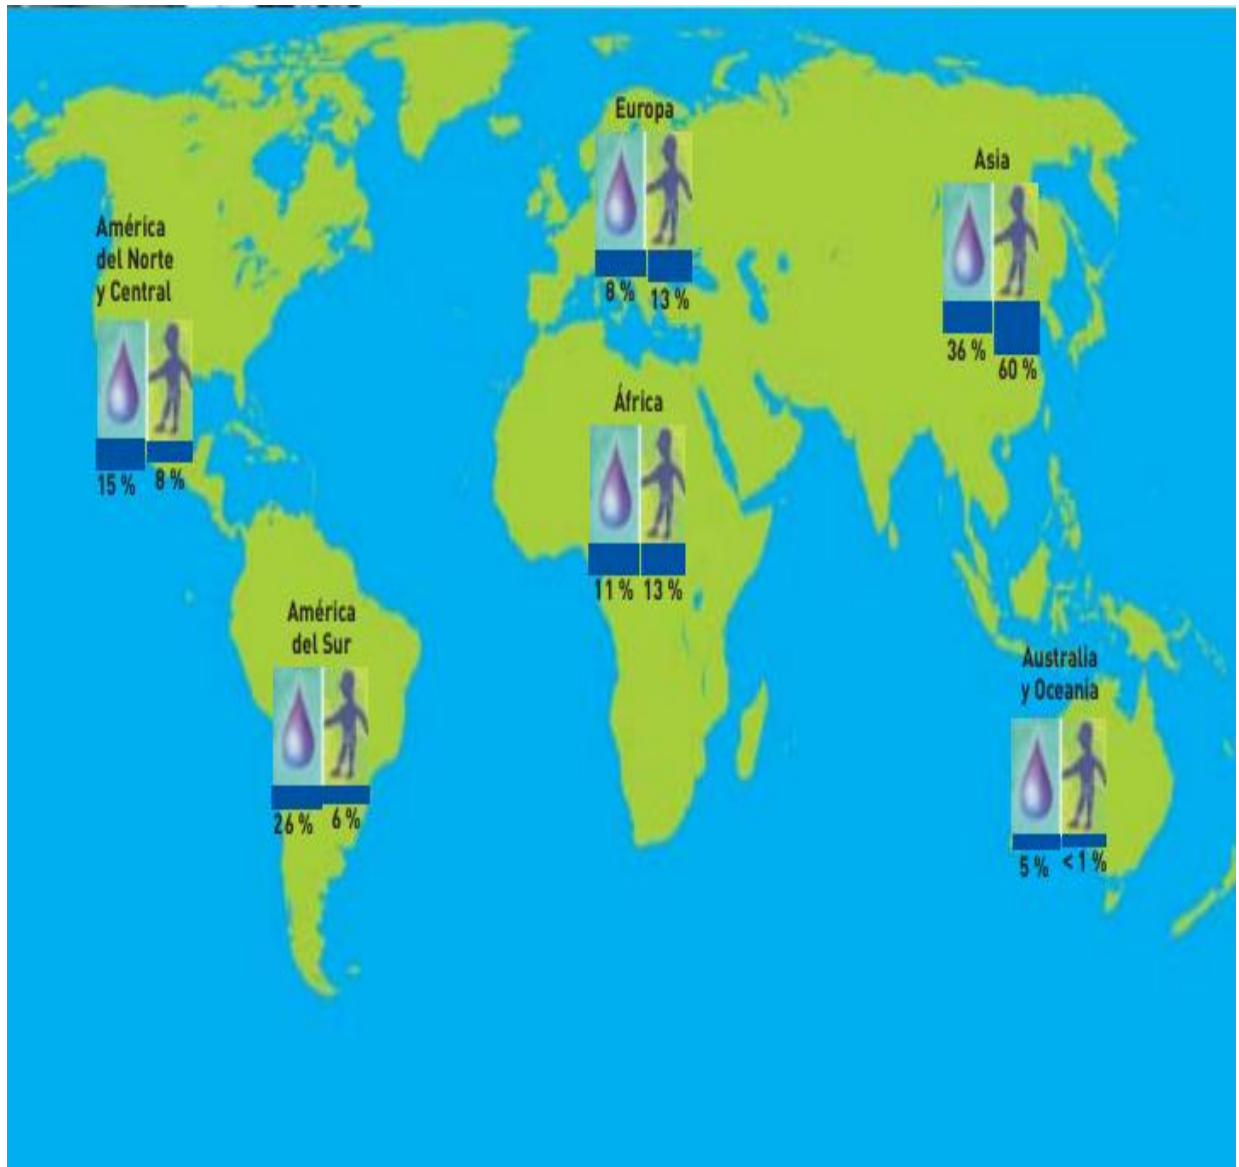 Europa
8 %
13 %
Asia
36 %
60 %
América
del Norte
y Central
15 %
8 %
África
11 %
13 %
América
del Sur
26 %
6 %
Australia
y Oceania
5 %
< 1 %